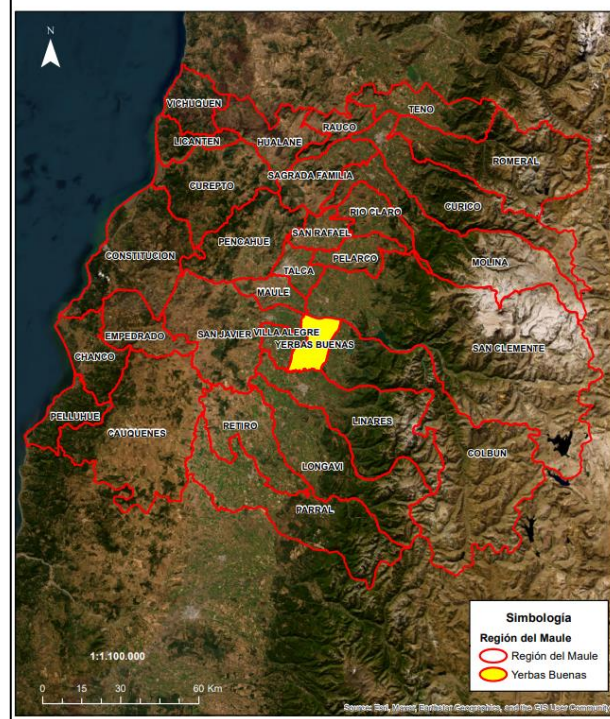 N
VICHUQUEN
TENO
RAUCO
LICANTEN
HUALAÑE
ROMERAL
SAGRADA FAMILIA
CUREPTO
CURICO
RIO CLARO
SAN RAFAEL
PENCAHUE
CONSTITUCION
PELARCO
MOLINA
TALCA
MAULE
EMPEDRADO
SAN JAVIER
VILLA ALEGRE
YERBAS BUENAS
SAN CLEMENTE
CHANCO
PELLUHUE
CAUQUENES
RETIRO
LINARES
COLBUN
LONGAVI
PARRAL
1:1.100.000
0 15 30 60 Km
Simbología
Región del Maule
Región del Maule
Yerbas Buenas
Source: Esri, Maxar, Earthstar Geographics, and the GIS User Community